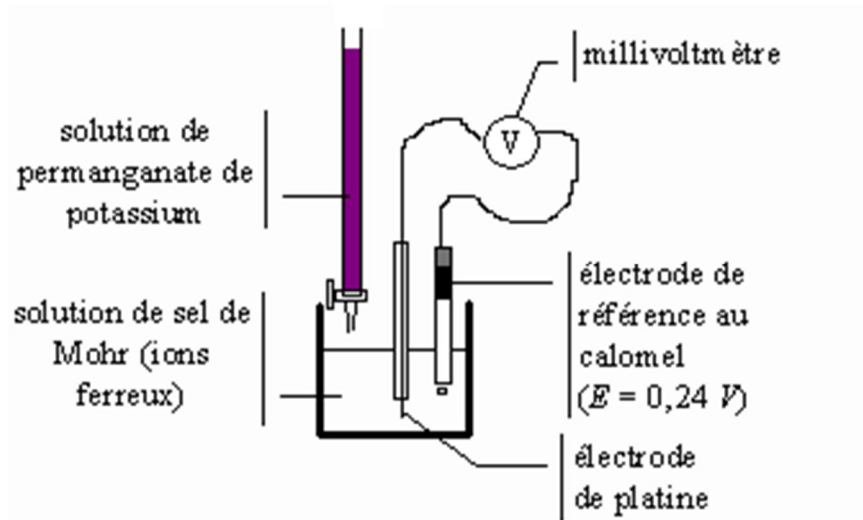 millivoltmètre
V
solution de
permanganate de
potassium
solution de sel de
Mohr (ions
ferreux)
électrode de
référence au
calomel
(E = 0,24 V)
électrode
de platine